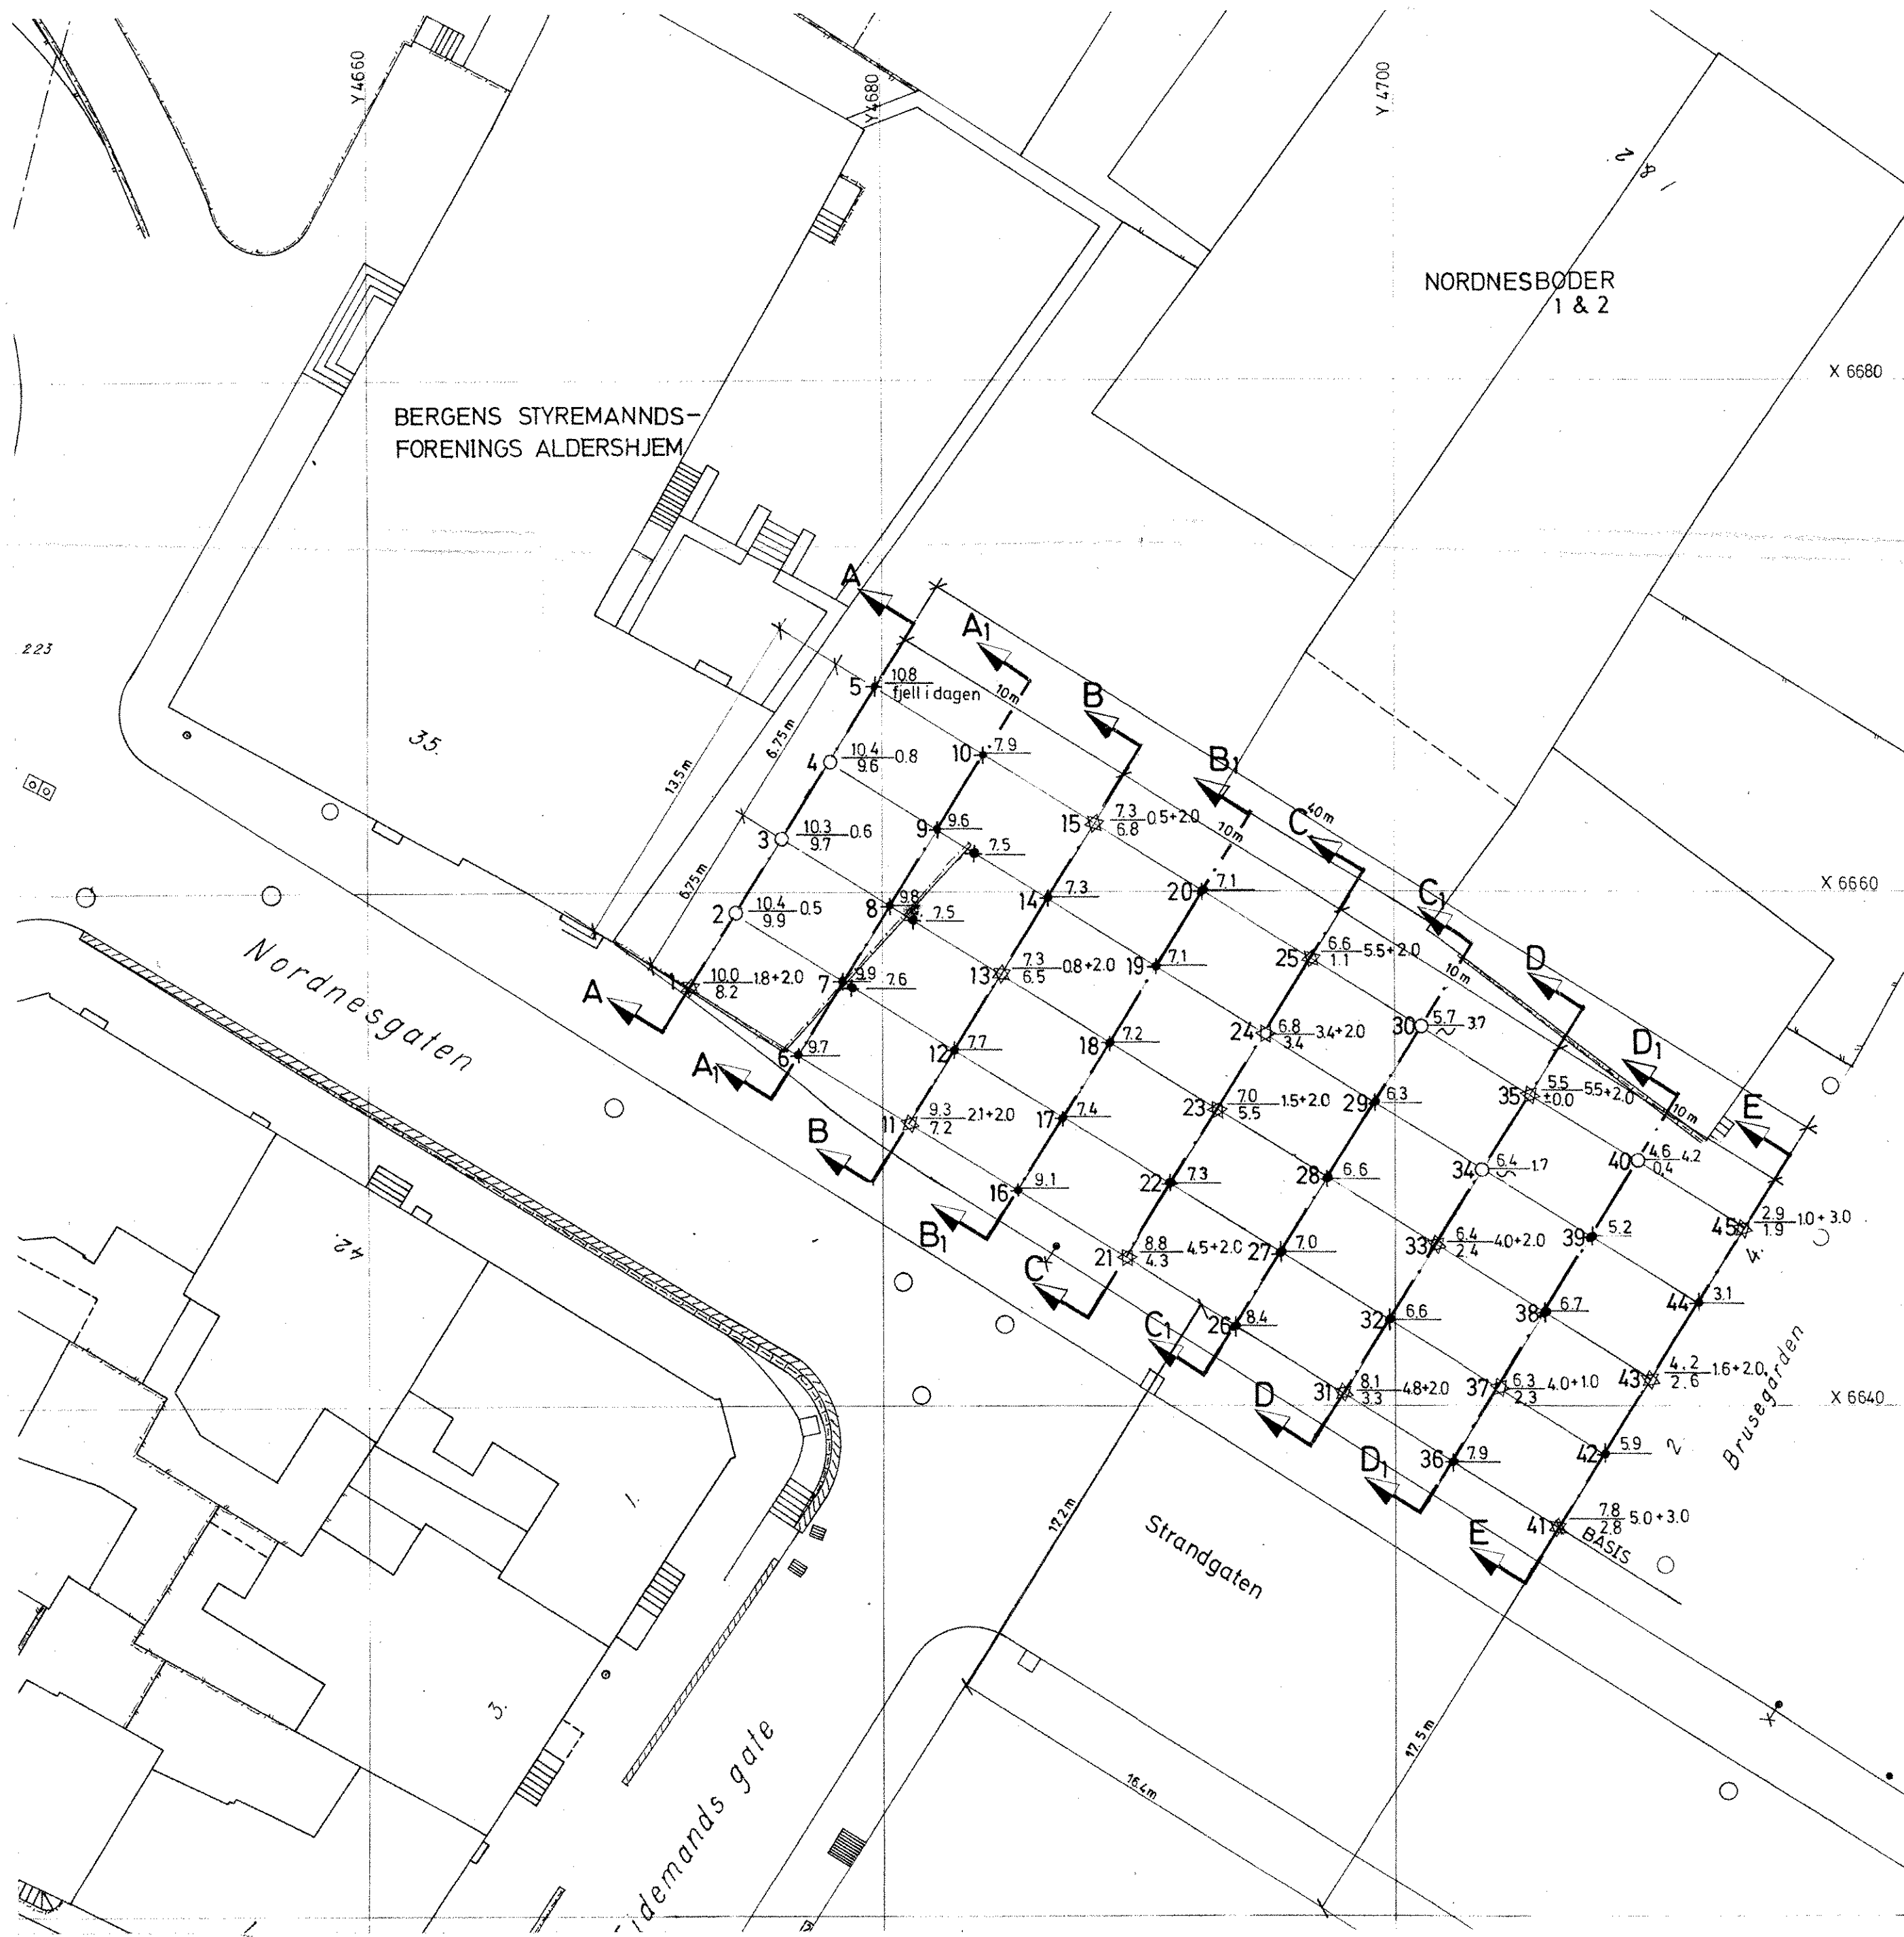 Y 4660
Y 4680
Y 4700
1 & 2.
NORDNESBODER
1 & 2
X 6680
BERGENS STYREMANNDS-
FORENINGS ALDERSHJEM
223
35.
A
A1
B
B1
C
C1
D
D1
E
10m
10m
10m
10m
40m
13.5m
6.75m
6.75m
5 10.8
fjell i dagen
4 10.4 0.8
9.6
3 10.3 0.6
9.7
2 10.4 0.5
9.9
1 10.0 1.8+2.0
8.2
10 7.9
9 9.6
7.5
8 9.8
7.5
7 9.9
7.6
6 9.7
15 7.3 0.5+2.0
6.8
14 7.3
13 7.3 0.8+2.0
6.5
12 7.7
11 9.3 2.1+2.0
7.2
20 7.1
19 7.1
18 7.2
17 7.4
16 9.1
25 6.6 5.5+2.0
1.1
24 6.8 3.4+2.0
3.4
23 7.0 1.5+2.0
5.5
22 7.3
21 8.8 4.5+2.0
4.3
30 5.7 3.7
29 6.3
28 6.6
27 7.0
26 8.4
35 5.5 5.5+2.0
±0.0
34 6.4 1.7
33 6.4 4.0+2.0
2.4
32 6.6
31 8.1 4.8+2.0
3.3
40 4.6 4.2
0.4
39 5.2
38 6.7
37 6.3 4.0+1.0
2.3
36 7.9
45 2.9 1.0+3.0
1.9
44 3.1
43 4.2 1.6+2.0
2.6
42 5.9
41 7.8 5.0+3.0
2.8
BASIS
A
A1
B
B1
C
C1
D
D1
E
X 6660
X 6640
Nordnesgaten
42.
1.
3.
4.
2
Brusegården
Strandgaten
17.2m
17.5m
16.4m
idemands gate